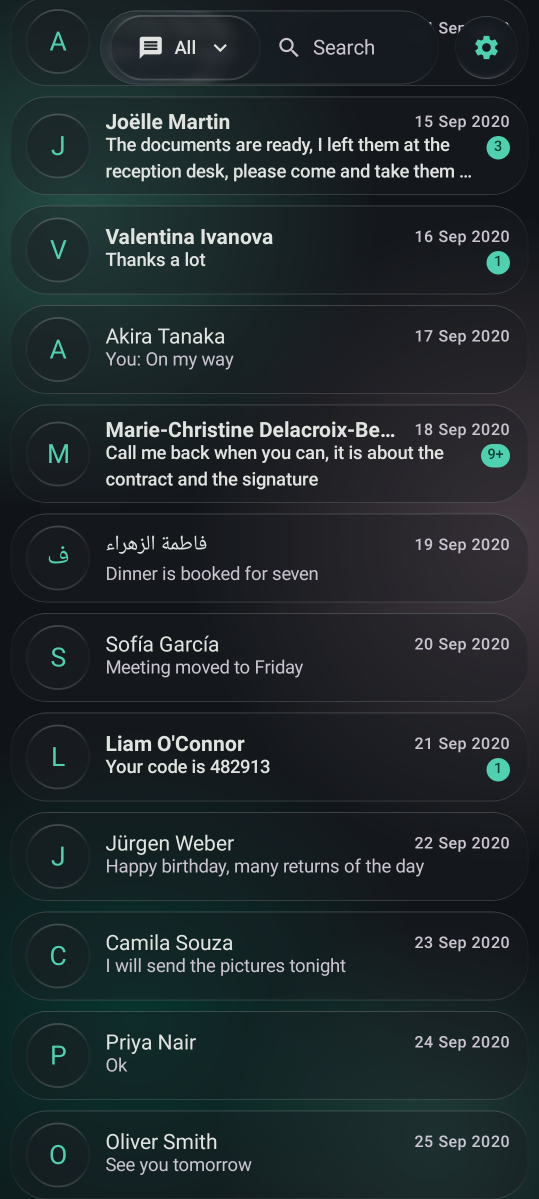 A
All
Search
Sep
J
Joëlle Martin
15 Sep 2020
The documents are ready, I left them at the
3
reception desk, please come and take them ...
V
Valentina Ivanova
16 Sep 2020
Thanks a lot
1
A
Akira Tanaka
17 Sep 2020
You: On my way
M
Marie-Christine Delacroix-Be...
18 Sep 2020
Call me back when you can, it is about the
9+
contract and the signature
ف
فاطمة الزهراء
19 Sep 2020
Dinner is booked for seven
S
Sofía García
20 Sep 2020
Meeting moved to Friday
L
Liam O'Connor
21 Sep 2020
Your code is 482913
1
J
Jürgen Weber
22 Sep 2020
Happy birthday, many returns of the day
C
Camila Souza
23 Sep 2020
I will send the pictures tonight
P
Priya Nair
24 Sep 2020
Ok
O
Oliver Smith
25 Sep 2020
See you tomorrow